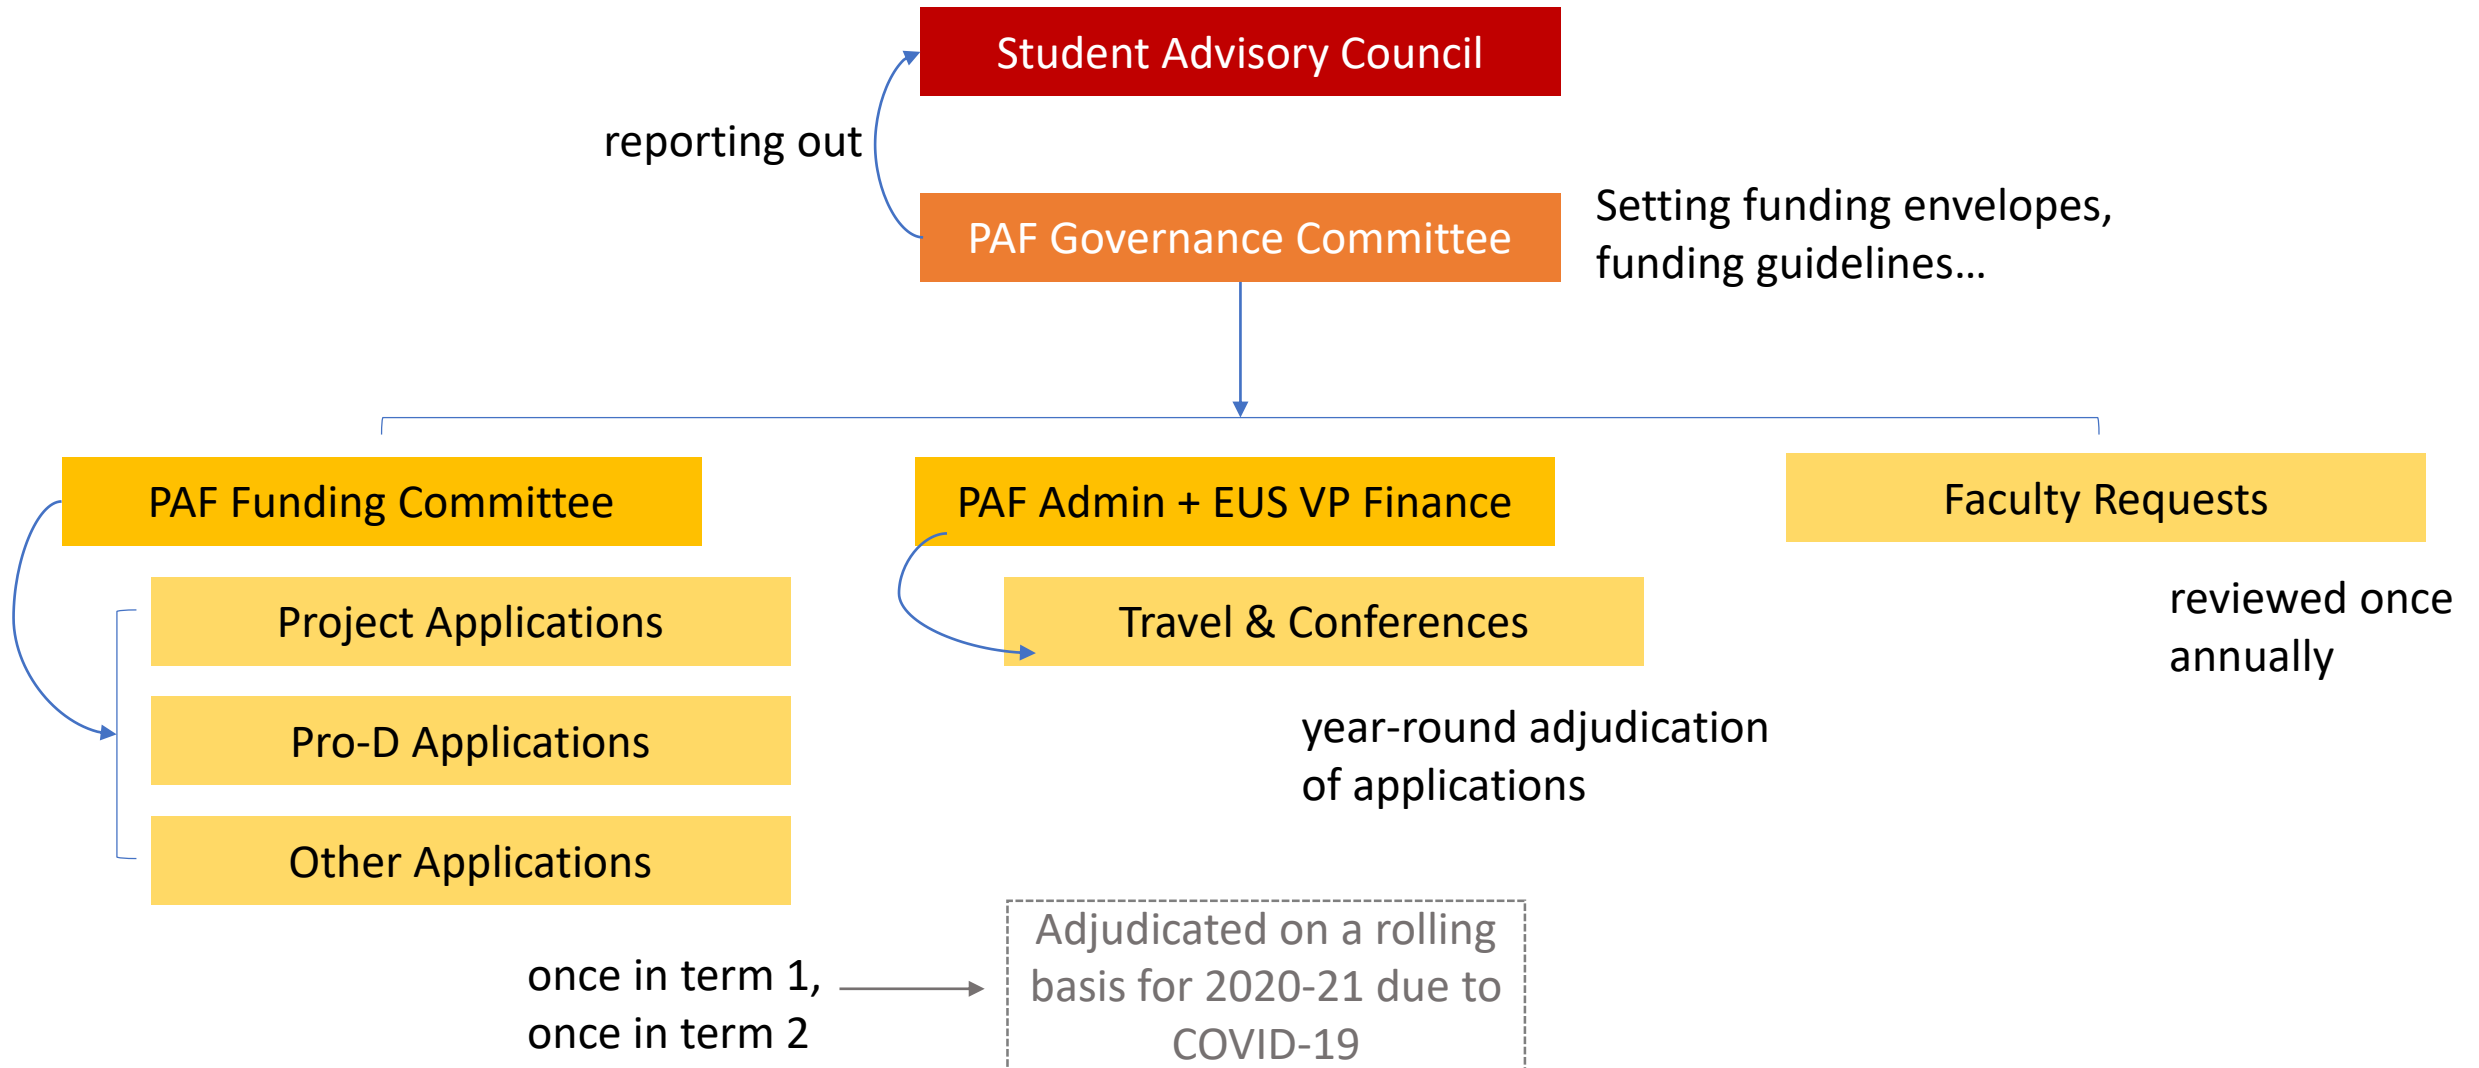 Student Advisory Council
reporting out
PAF Governance Committee
Setting funding envelopes,
funding guidelines…
PAF Funding Committee
PAF Admin + EUS VP Finance
Faculty Requests
Project Applications
Travel & Conferences
reviewed once
annually
Pro-D Applications
year-round adjudication
of applications
Other Applications
once in term 1,
once in term 2
Adjudicated on a rolling
basis for 2020-21 due to
COVID-19